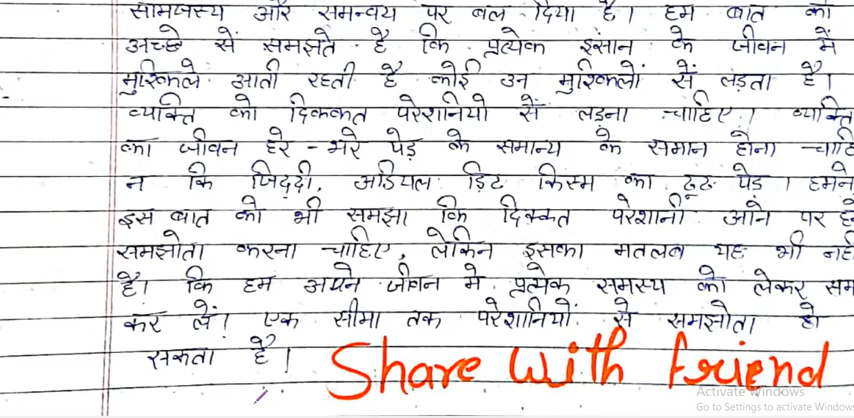 सामंजस्य और समन्वय पर बल दिया है। हम बात को
अच्छे से समझते है कि प्रत्येक इंसान के जीवन में
मुश्किले आती रहती है कोई उन मुश्किलों से लड़ता है।
व्यक्ति को दिक्कत परेशानियो से लड़ना चाहिए। व्यक्ति
का जीवन हरे - भरे पेड़ के समान्य के समान होना चाहि
न कि जिद्दी, अडियल ड़िट किस्म का ठूठ पेड़। हमने
इस बात को भी समझा कि दिक्कत परेशानी आने पर ह
समझोता करना चाहिए, लेकिन इसका मतलब यह भी नही
है। कि हम अपने जीवन मे प्रत्येक समस्य को लेकर सम
कर लें। एक सीमा तक परेशानियों से समझोता हो
सकता है।
Share with friend
Activate Windows
Go to Settings to activate Windows